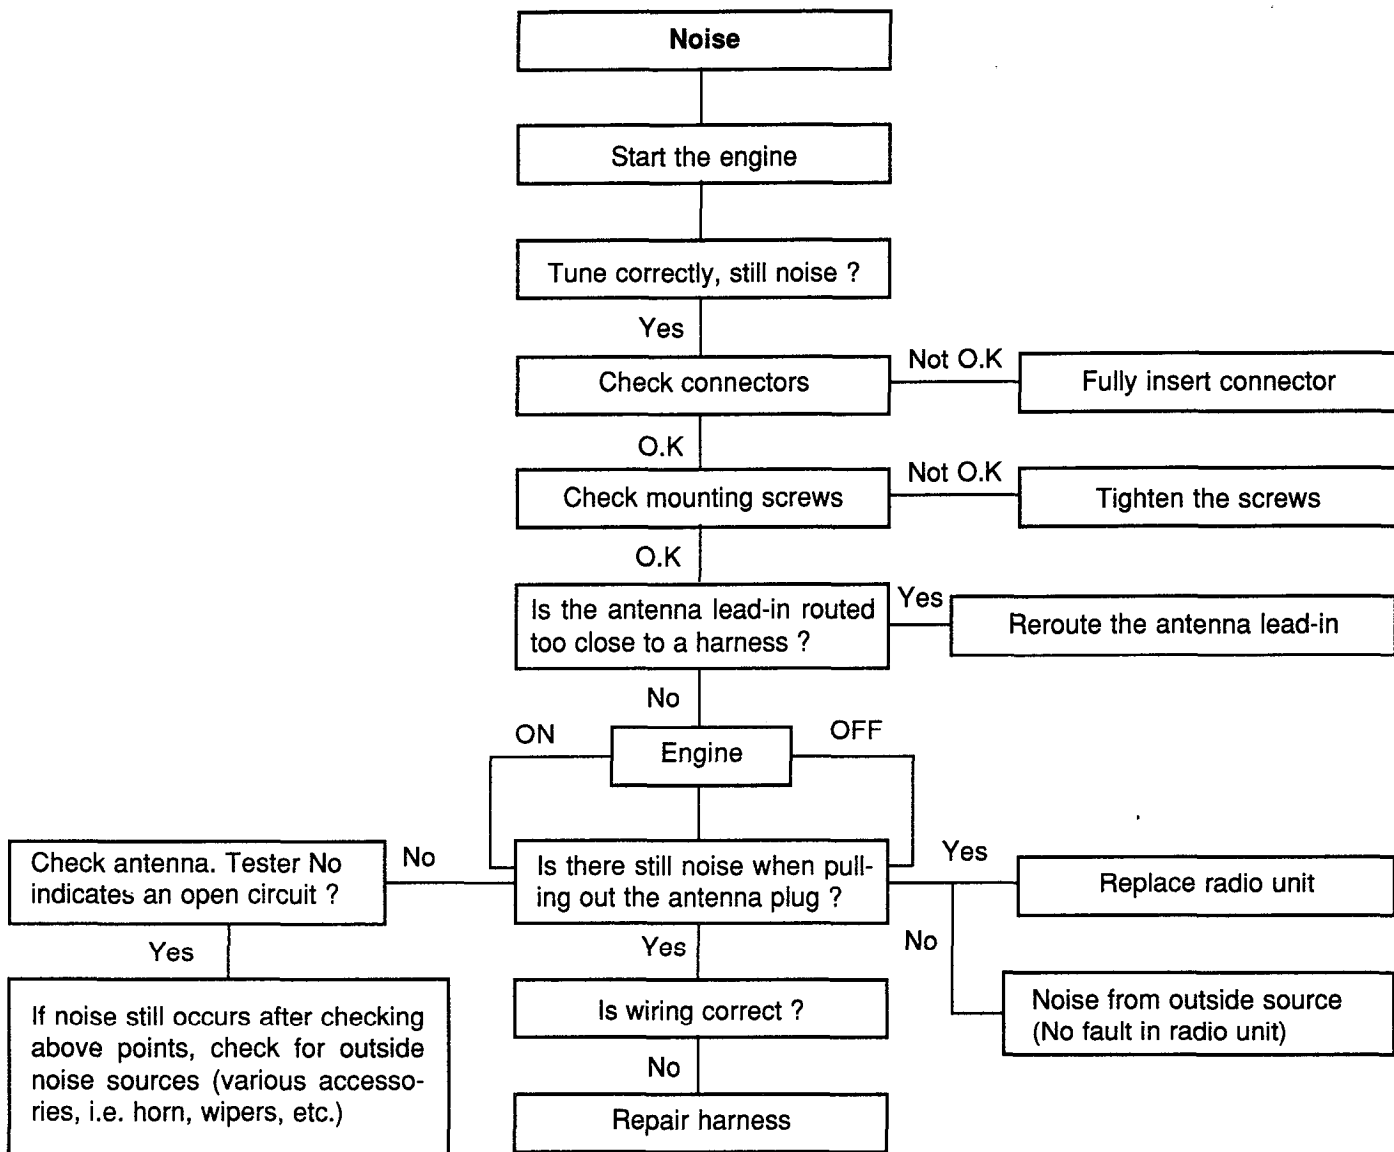 Noise
Start the engine
Tune correctly, still noise ?
Yes
Check connectors
Not O.K
Fully insert connector
O.K
Check mounting screws
Not O.K
Tighten the screws
O.K
Is the antenna lead-in routed
too close to a harness ?
Yes
Reroute the antenna lead-in
No
ON
Engine
OFF
Check antenna. Tester No
indicates an open circuit ?
No
Is there still noise when pull-
ing out the antenna plug ?
Yes
Replace radio unit
Yes
Yes
No
If noise still occurs after checking
above points, check for outside
noise sources (various accesso-
ries, i.e. horn, wipers, etc.)
Is wiring correct ?
Noise from outside source
(No fault in radio unit)
No
Repair harness